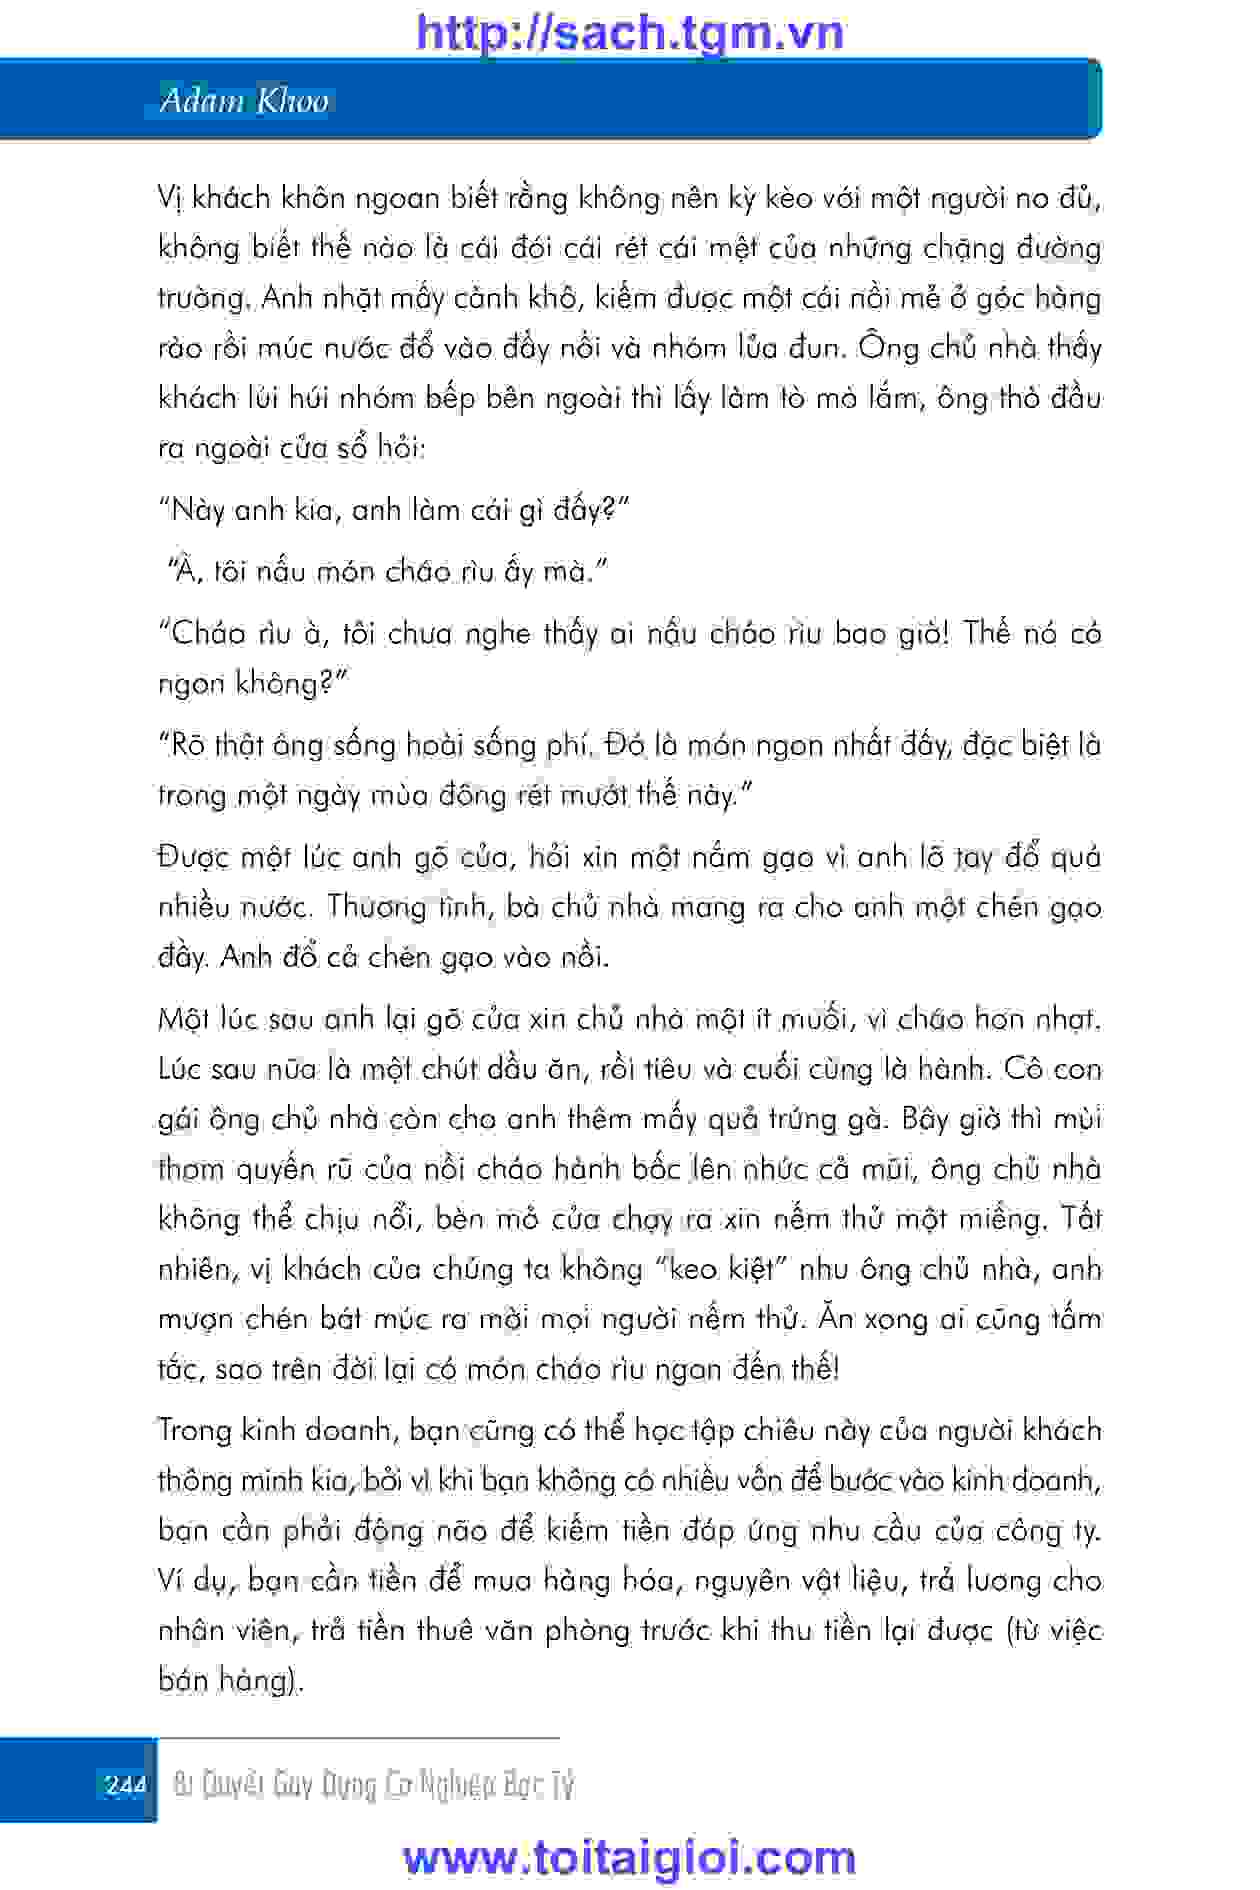 http://sach.tgm.vn
Adam Khoo
Vị khách khôn ngoan biết rằng không nên kỳ kèo với một người no đủ,
không biết thế nào là cái đói cái rét cái mệt của những chặng đường
trường. Anh nhặt mấy cành khô, kiếm được một cái nồi mẻ ở góc hàng
rào rồi múc nước đổ vào đầy nồi và nhóm lửa đun. Ông chủ nhà thấy
khách lúi húi nhóm bếp bên ngoài thì lấy làm tò mò lắm, ông thò đầu
ra ngoài cửa sổ hỏi:
“Này anh kia, anh làm cái gì đấy?”
“À, tôi nấu món cháo rìu ấy mà.”
“Cháo rìu à, tôi chưa nghe thấy ai nấu cháo rìu bao giờ! Thế nó có
ngon không?”
“Rõ thật ông sống hoài sống phí. Đó là món ngon nhất đấy, đặc biệt là
trong một ngày mùa đông rét mướt thế này.”
Được một lúc anh gõ cửa, hỏi xin một nắm gạo vì anh lỡ tay đổ quá
nhiều nước. Thương tình, bà chủ nhà mang ra cho anh một chén gạo
đầy. Anh đổ cả chén gạo vào nồi.
Một lúc sau anh lại gõ cửa xin chủ nhà một ít muối, vì cháo hơn nhạt.
Lúc sau nữa là một chút dầu ăn, rồi tiêu và cuối cùng là hành. Cô con
gái ông chủ nhà còn cho anh thêm mấy quả trứng gà. Bây giờ thì mùi
thơm quyến rũ của nồi cháo hành bốc lên nhức cả mũi, ông chủ nhà
không thể chịu nổi, bèn mở cửa chạy ra xin nếm thử một miếng. Tất
nhiên, vị khách của chúng ta không “keo kiệt” như ông chủ nhà, anh
mượn chén bát múc ra mời mọi người nếm thử. Ăn xong ai cũng tấm
tắc, sao trên đời lại có món cháo rìu ngon đến thế!
Trong kinh doanh, bạn cũng có thể học tập chiêu này của người khách
thông minh kia, bởi vì khi bạn không có nhiều vốn để bước vào kinh doanh,
bạn cần phải động não để kiếm tiền đáp ứng nhu cầu của công ty.
Ví dụ, bạn cần tiền để mua hàng hóa, nguyên vật liệu, trả lương cho
nhân viên, trả tiền thuê văn phòng trước khi thu tiền lại được (từ việc
bán hàng).
244 Bí Quyết Gây Dựng Cơ Nghiệp Bạc Tỷ
www.toitaigioi.com